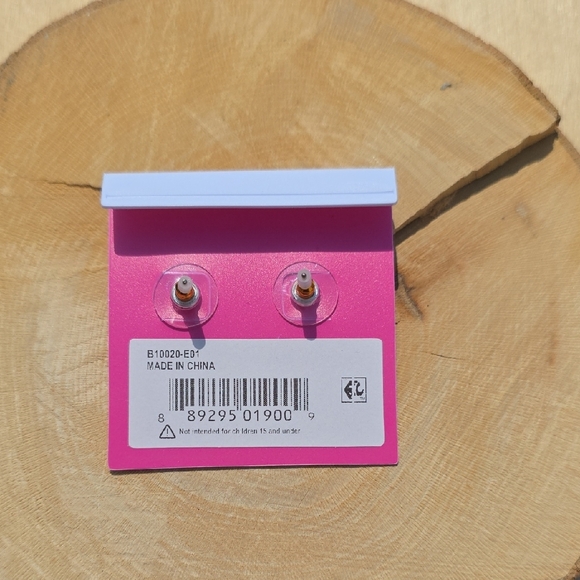 B10020-E01
MADE IN CHINA
8 89295 01900 9
Not intended for children 15 and under